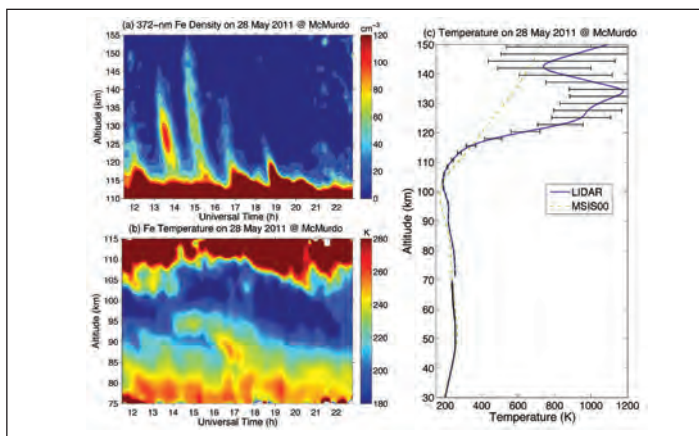 (a) 372-nm Fe Density on 28 May 2011 @ McMurdo
cm⁻³
Altitude (km)
150
145
140
135
130
125
120
115
110
12 13 14 15 16 17 18 19 20 21 22
Universal Time (h)
120
100
80
60
40
20
0
(b) Fe Temperature on 28 May 2011 @ McMurdo
K
Altitude (km)
115
110
105
100
95
90
85
80
75
12 13 14 15 16 17 18 19 20 21 22
Universal Time (h)
280
260
240
220
200
180
(c) Temperature on 28 May 2011 @ McMurdo
Altitude (km)
150
140
130
120
110
100
90
80
70
60
50
40
30
LIDAR
MSIS00
200 400 600 800 1000 1200
Temperature (K)